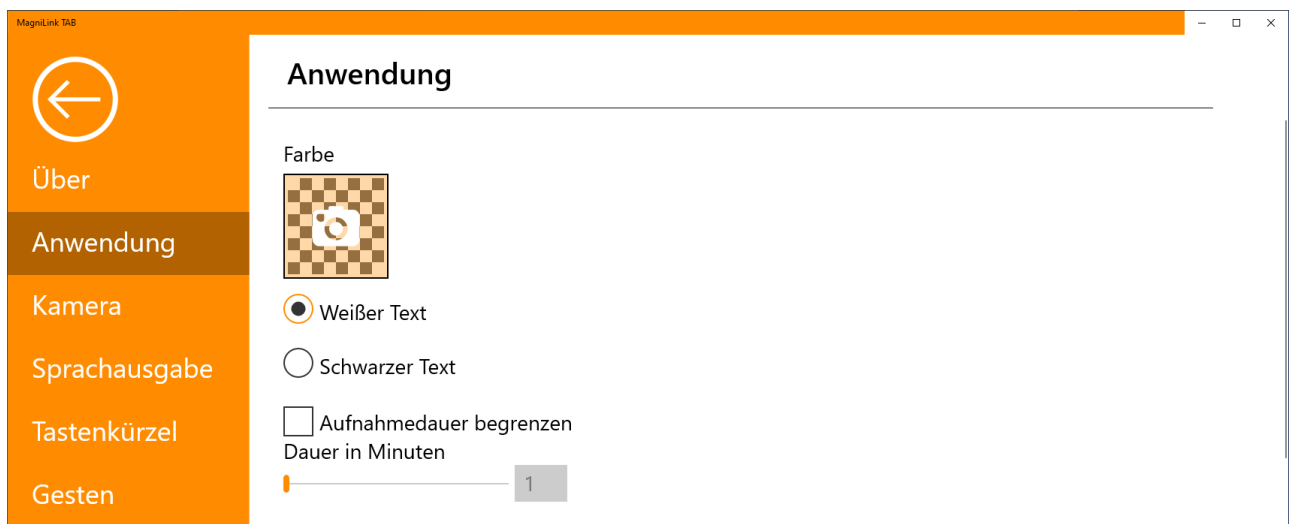 MagniLink TAB
Anwendung
Über
Anwendung
Kamera
Sprachausgabe
Tastenkürzel
Gesten
Farbe
Weißer Text
Schwarzer Text
Aufnahmedauer begrenzen
Dauer in Minuten
1